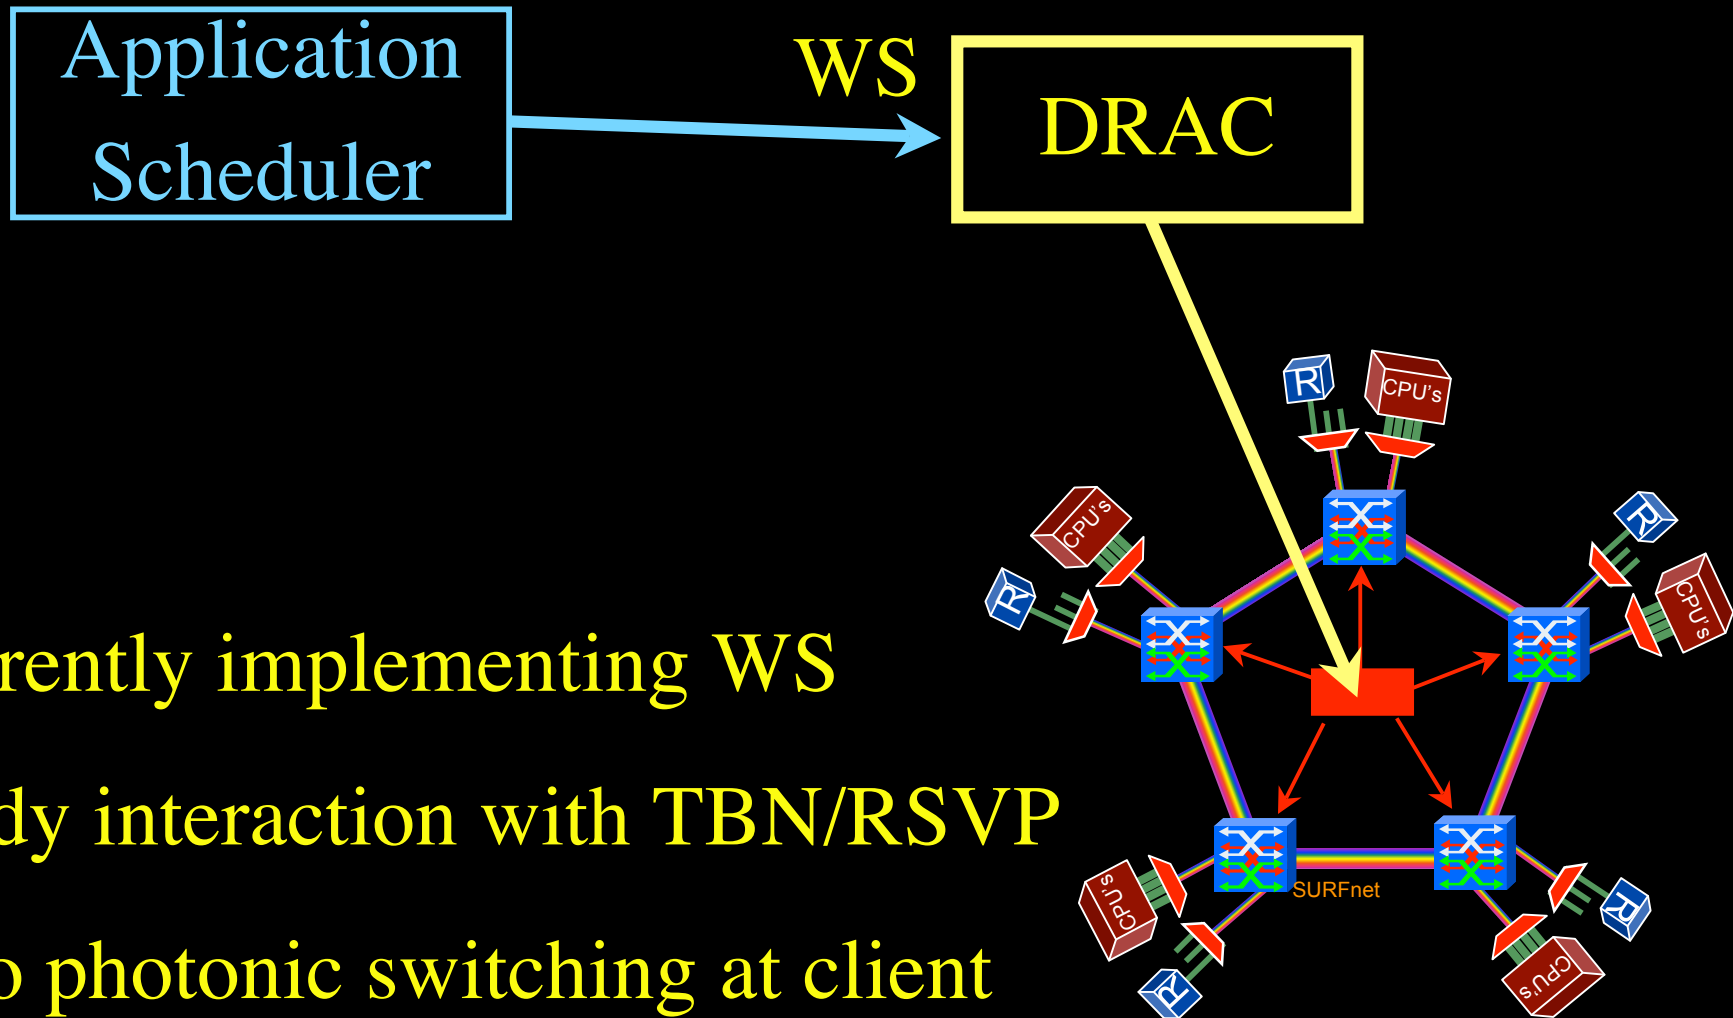 Application
Scheduler
WS
DRAC
R
CPU's
CPU's
R
R
CPU's
rently implementing WS
dy interaction with TBN/RSVP
SURFnet
CPU's
R
R
CPU's
o photonic switching at client